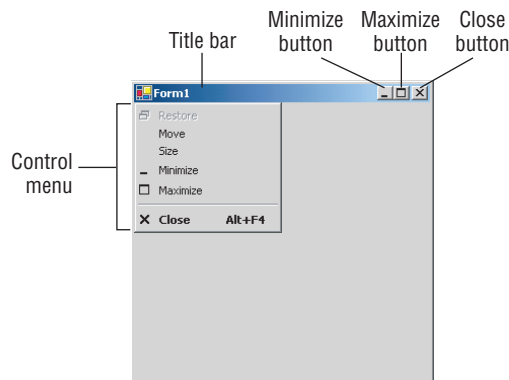 Minimize button
Maximize button
Close button
Title bar
Form1
Control menu
Restore
Move
Size
Minimize
Maximize
Close Alt+F4